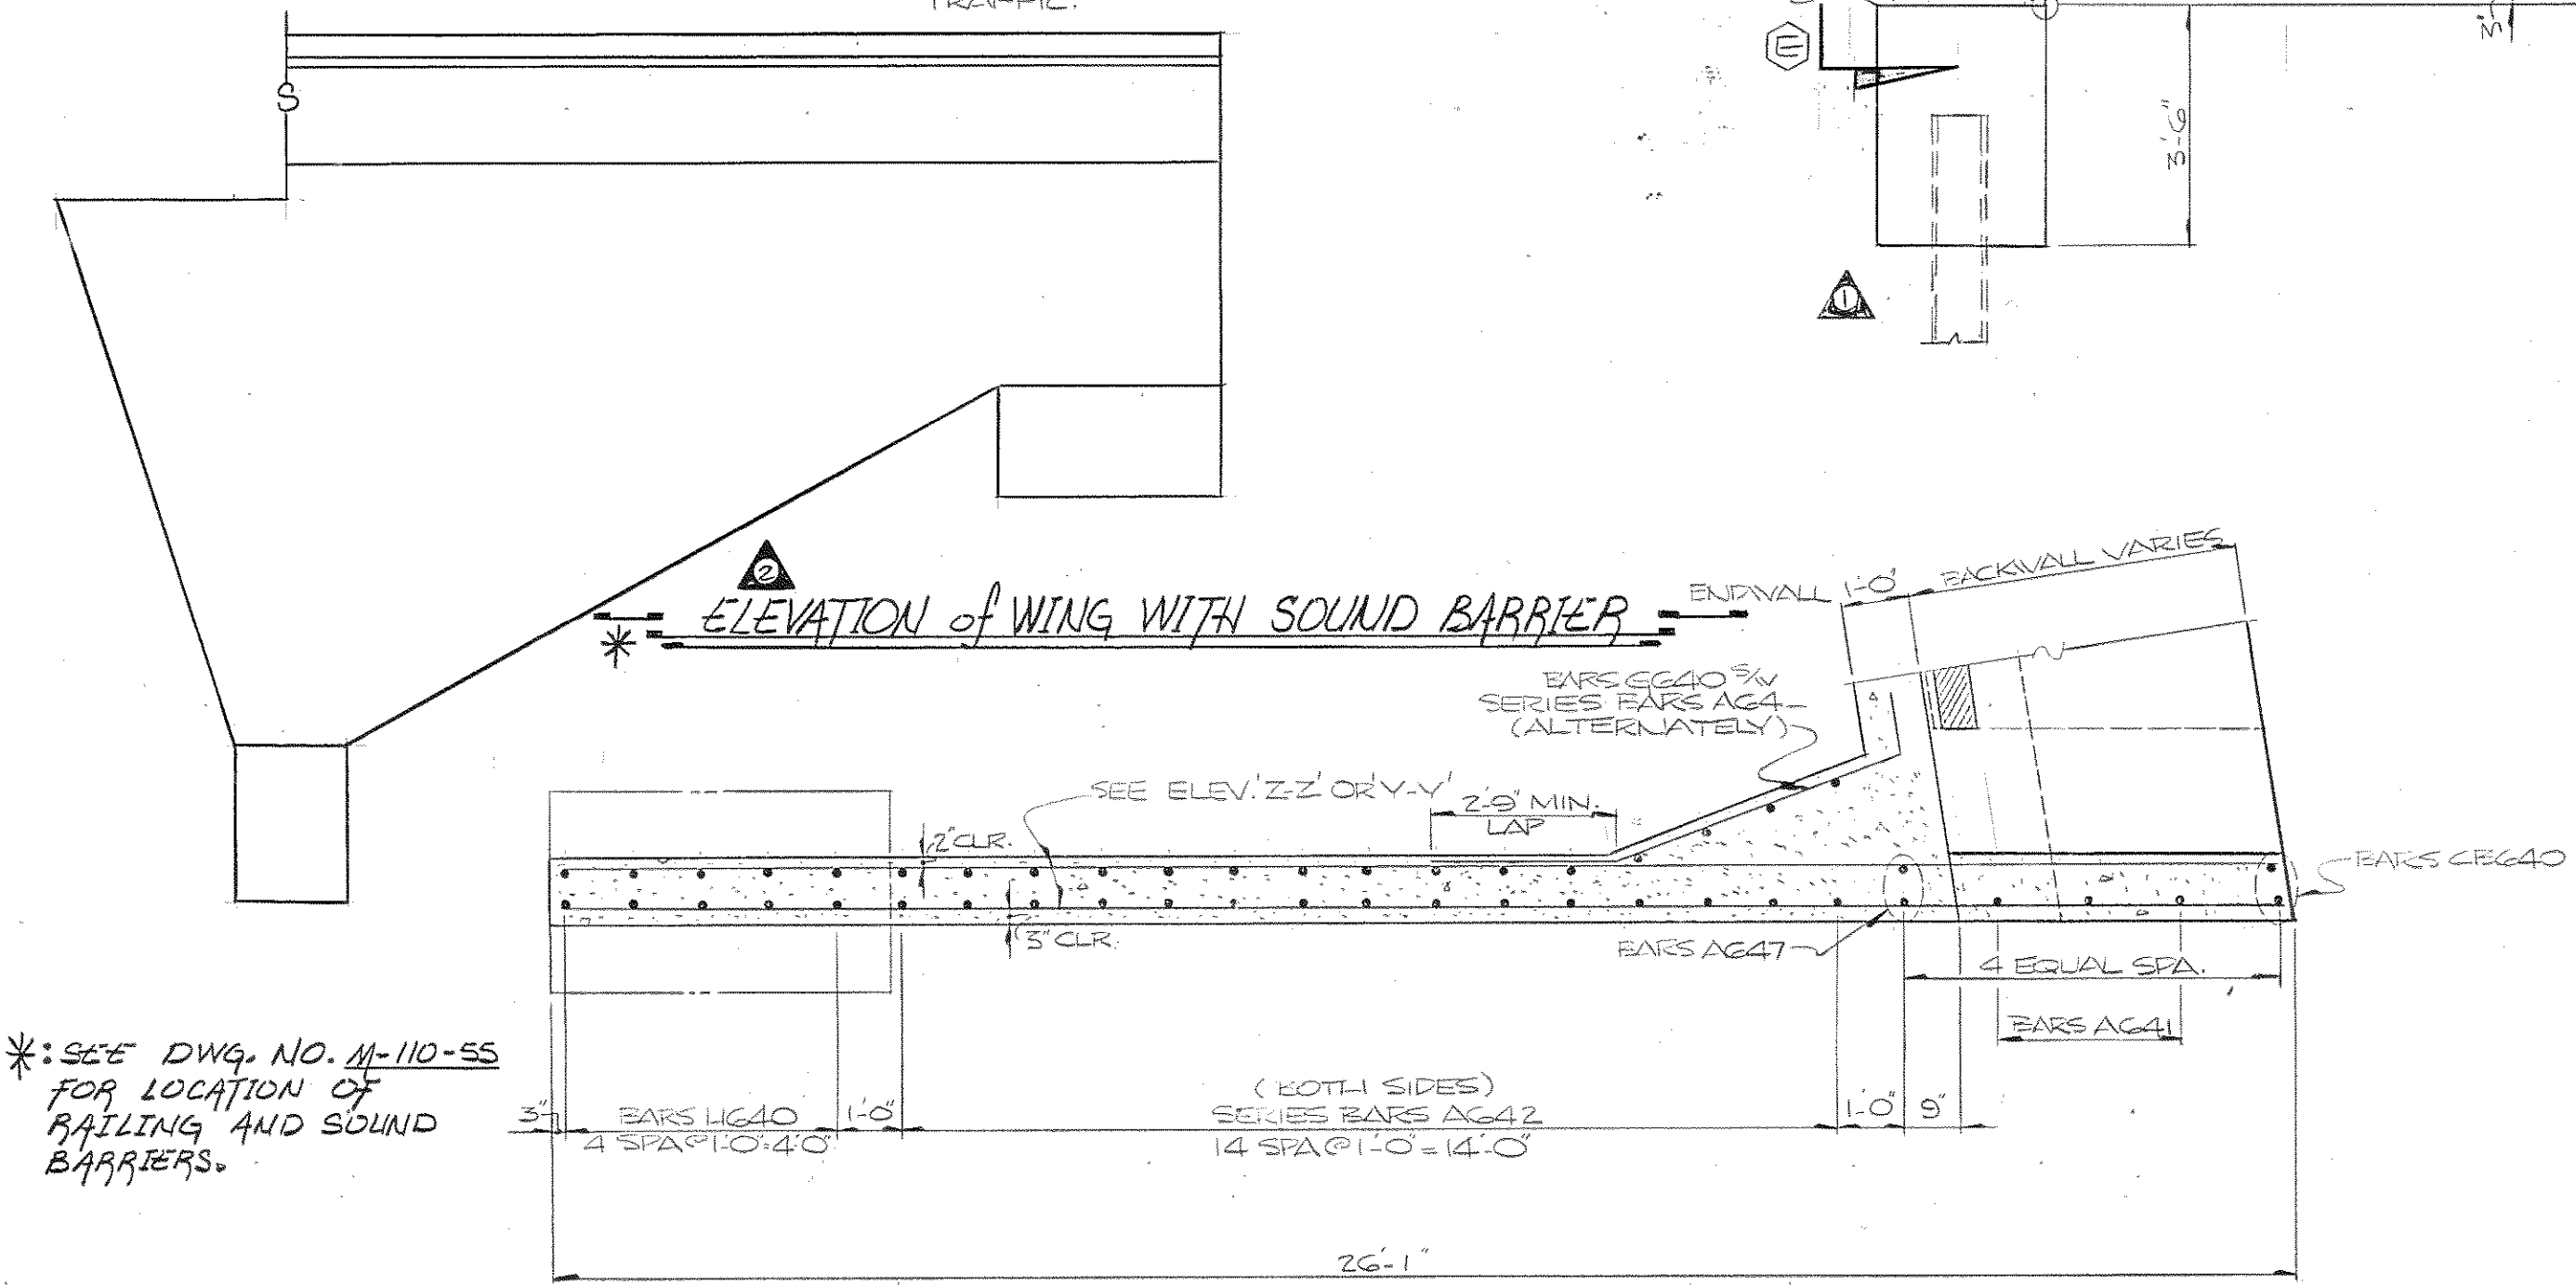 TRAFFIC.
S
E
3'-6"
1
2
ELEVATION of WING WITH SOUND BARRIER
*
ENDWALL 1'-0"
BACKWALL VARIES
BARS GG40 S/W
SERIES BARS AG4-
(ALTERNATELY)
SEE ELEV. 'Z-Z' OR 'Y-Y'
2'-9" MIN.
LAP
2" CLR.
3" CLR.
BARS CBG40
BARS AG47
4 EQUAL SPA.
BARS AG41
*: SEE DWG. NO. M-110-55
FOR LOCATION OF
RAILING AND SOUND
BARRIERS.
3"
BARS HG40
4 SPA @ 1'-0" = 4'-0"
1'-0"
(BOTH SIDES)
SERIES BARS AG42
14 SPA @ 1'-0" = 14'-0"
1'-0"
9"
26'-1"